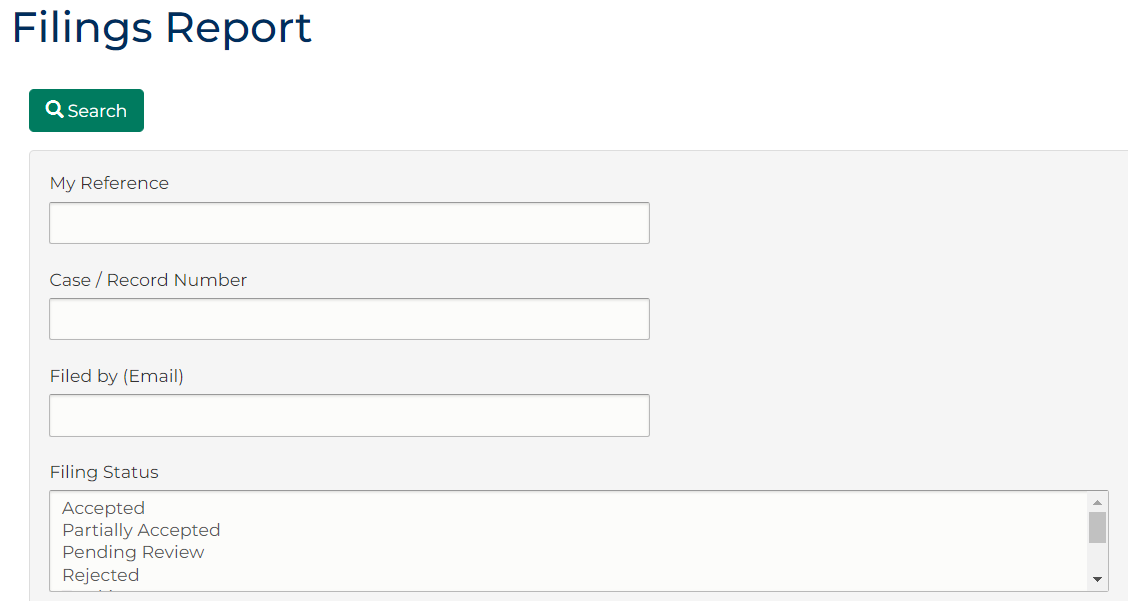 Filings Report
Search
My Reference
Case / Record Number
Filed by (Email)
Filing Status
Accepted
Partially Accepted
Pending Review
Rejected